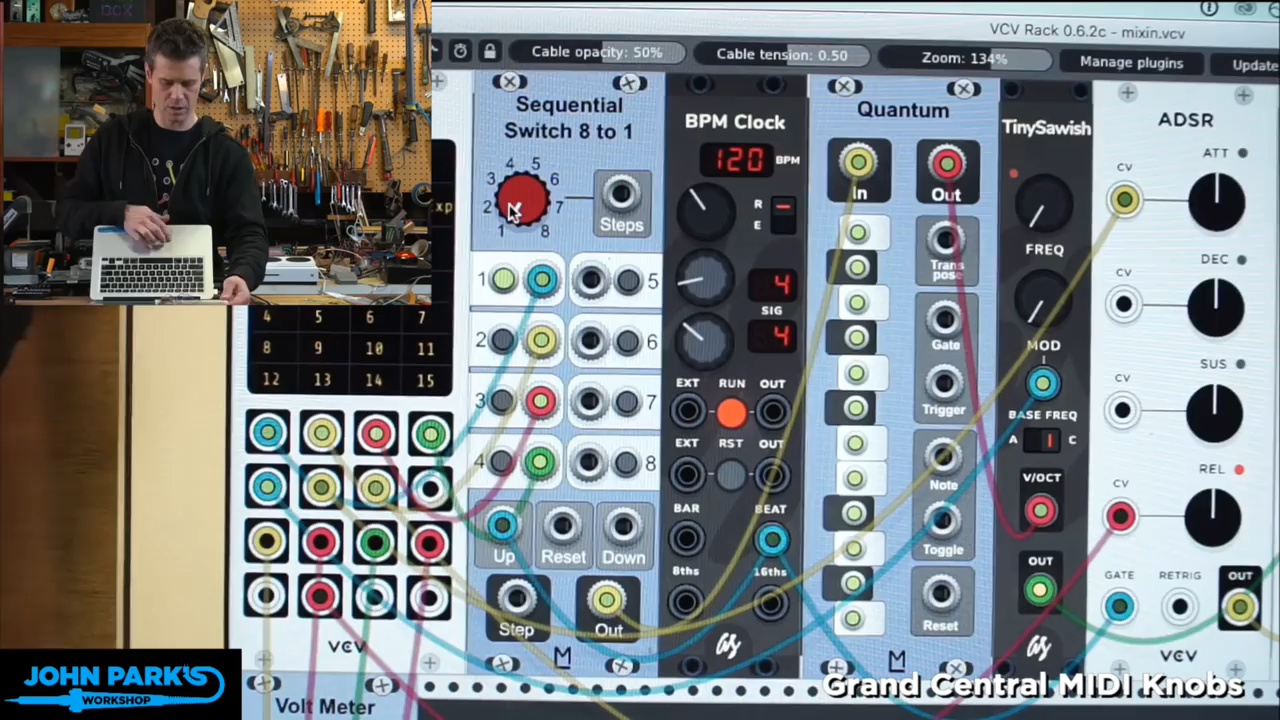 BOX
VCV Rack 0.6.2c - mixin.vcv
Cable opacity: 50%
Cable tension: 0.50
Zoom: 134%
Manage plugins
Update
xp
4 5 6 7
8 9 10 11
12 13 14 15
VCV
Volt Meter
Sequential
Switch 8 to 1
1 2 3 4 5 6 7 8
Steps
1 5
2 6
3 7
4 8
Up Reset Down
Step Out
M
BPM Clock
120 BPM
R
E
4
SIG
4
EXT RUN OUT
EXT RST OUT
BAR BEAT
8ths 16ths
Quantum
In Out
Trans
pose
Gate
Trigger
Note
Toggle
Reset
M
TinySawish
FREQ
MOD
BASE FREQ
A C
V/OCT
OUT
ADSR
CV ATT
CV DEC
CV SUS
CV REL
GATE RETRIG OUT
VCV
JOHN PARK'S
WORKSHOP
Grand Central MIDI Knobs